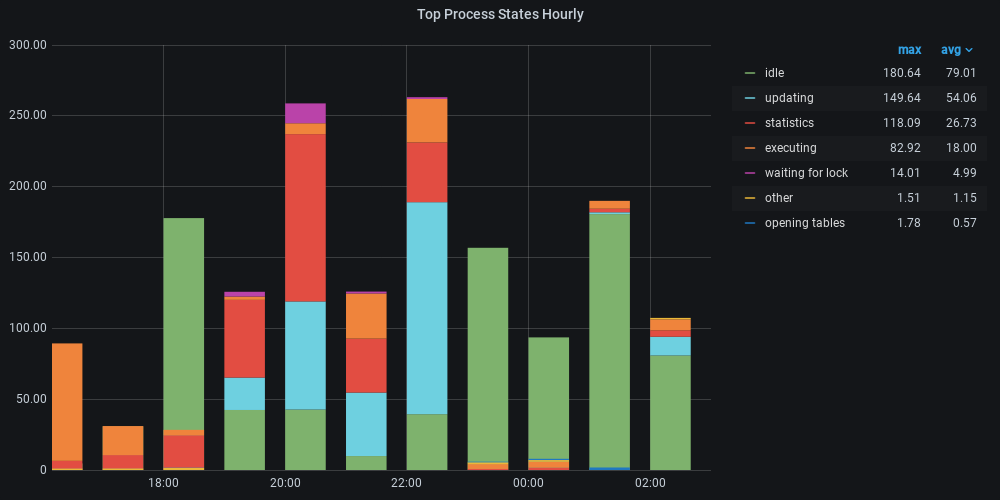 Top Process States Hourly
300.00
250.00
200.00
150.00
100.00
50.00
0
18:00 20:00 22:00 00:00 02:00
max avg
idle 180.64 79.01
updating 149.64 54.06
statistics 118.09 26.73
executing 82.92 18.00
waiting for lock 14.01 4.99
other 1.51 1.15
opening tables 1.78 0.57